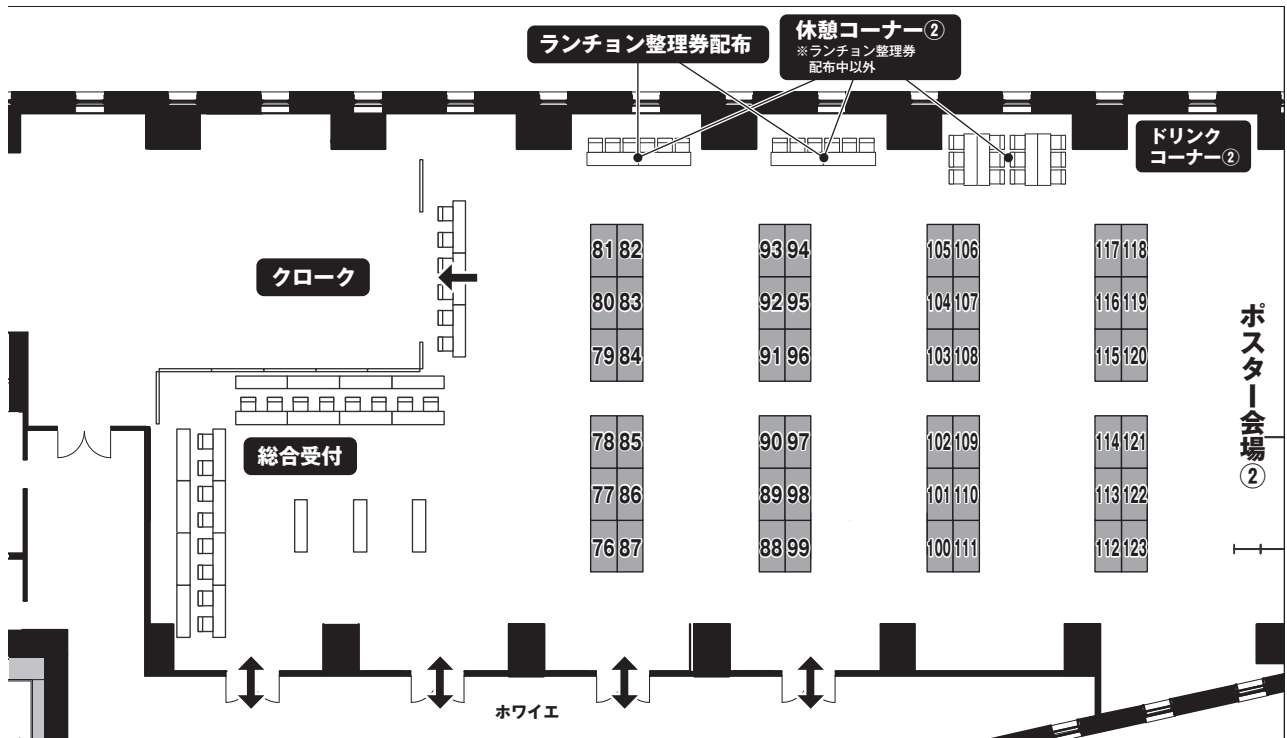 ランチョン整理券配布
休憩コーナー②
※ランチョン整理券
配布中以外
ドリンク
コーナー②
クローク
81 82 93 94 105 106 117 118
80 83 92 95 104 107 116 119
79 84 91 96 103 108 115 120
ポスター会場②
総合受付
78 85 90 97 102 109 114 121
77 86 89 98 101 110 113 122
76 87 88 99 100 111 112 123
ホワイエ